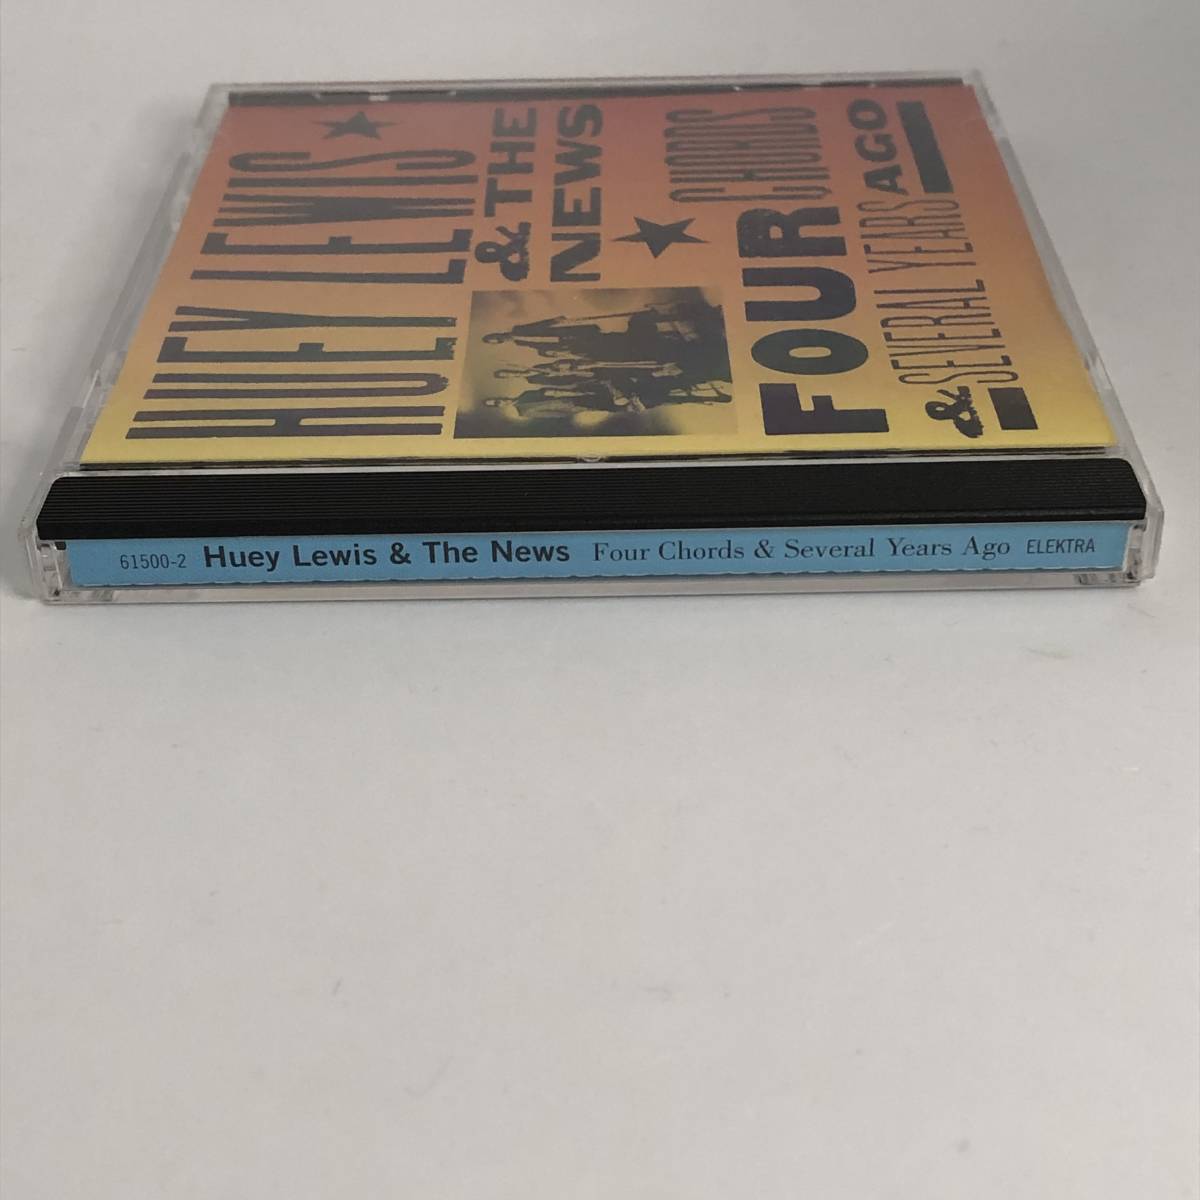 HUEY LEWIS
& THE
NEWS
FOUR CHORDS
& SEVERAL YEARS AGO
61500-2 Huey Lewis & The News Four Chords & Several Years Ago ELEKTRA